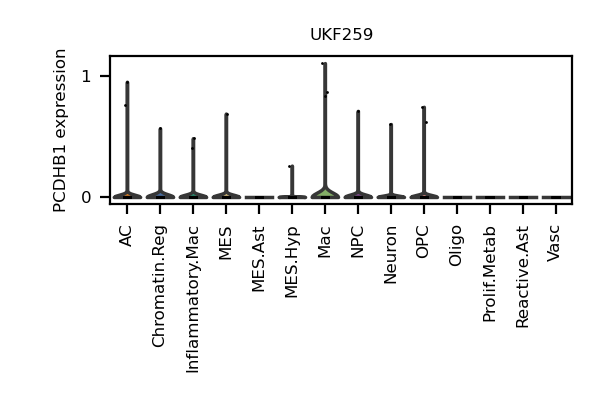 UKF259
PCDHB1 expression
1
0
AC
Chromatin.Reg
Inflammatory.Mac
MES
MES.Ast
MES.Hyp
Mac
NPC
Neuron
OPC
Oligo
Prolif.Metab
Reactive.Ast
Vasc